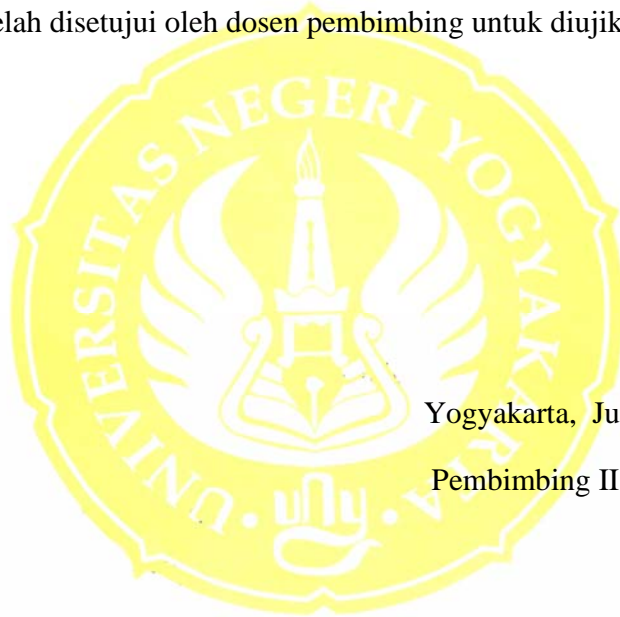 elah disetujui oleh dosen pembimbing untuk diujik
UNIVERSITAS NEGERI YOGYAKARTA
uny
Yogyakarta, Ju
Pembimbing II